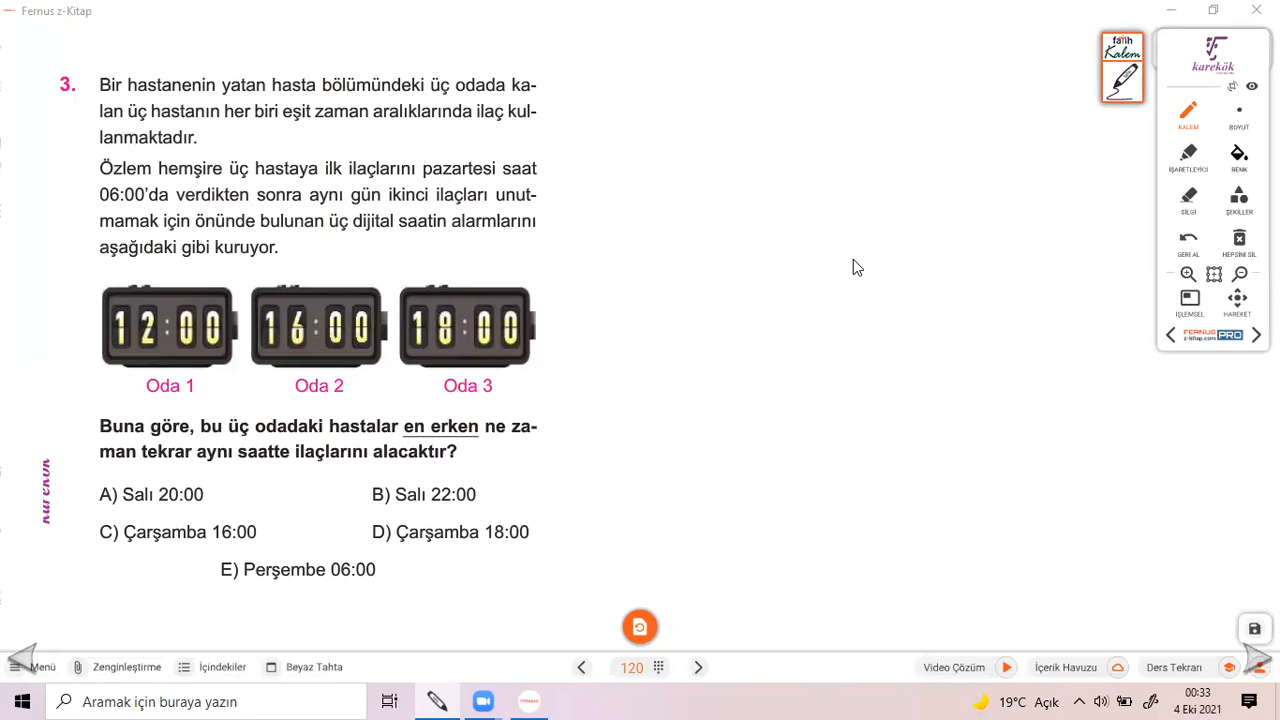 Fernus z-Kitap
3. Bir hastanenin yatan hasta bölümündeki üç odada ka-
lan üç hastanın her biri eşit zaman aralıklarında ilaç kul-
lanmaktadır.
Özlem hemşire üç hastaya ilk ilaçlarını pazartesi saat
06:00’da verdikten sonra aynı gün ikinci ilaçları unut-
mamak için önünde bulunan üç dijital saatin alarmlarını
aşağıdaki gibi kuruyor.
12:00 16:00 18:00
Oda 1 Oda 2 Oda 3
Buna göre, bu üç odadaki hastalar en erken ne za-
man tekrar aynı saatte ilaçlarını alacaktır?
A) Salı 20:00 B) Salı 22:00
C) Çarşamba 16:00 D) Çarşamba 18:00
E) Perşembe 06:00
karekök
fatih
Kalem
karekök
KALEM BOYUT
İŞARETLEYİCİ RENK
SİLGİ ŞEKİLLER
GERİ AL HEPSİNİ SİL
İŞLEMSEL HAREKET
FERNUS PRO
z-kitap.com
Menü Zenginleştirme İçindekiler Beyaz Tahta 120 Video Çözüm İçerik Havuzu Ders Tekrarı
Aramak için buraya yazın FERNUS 19°C Açık 00:33
4 Eki 2021